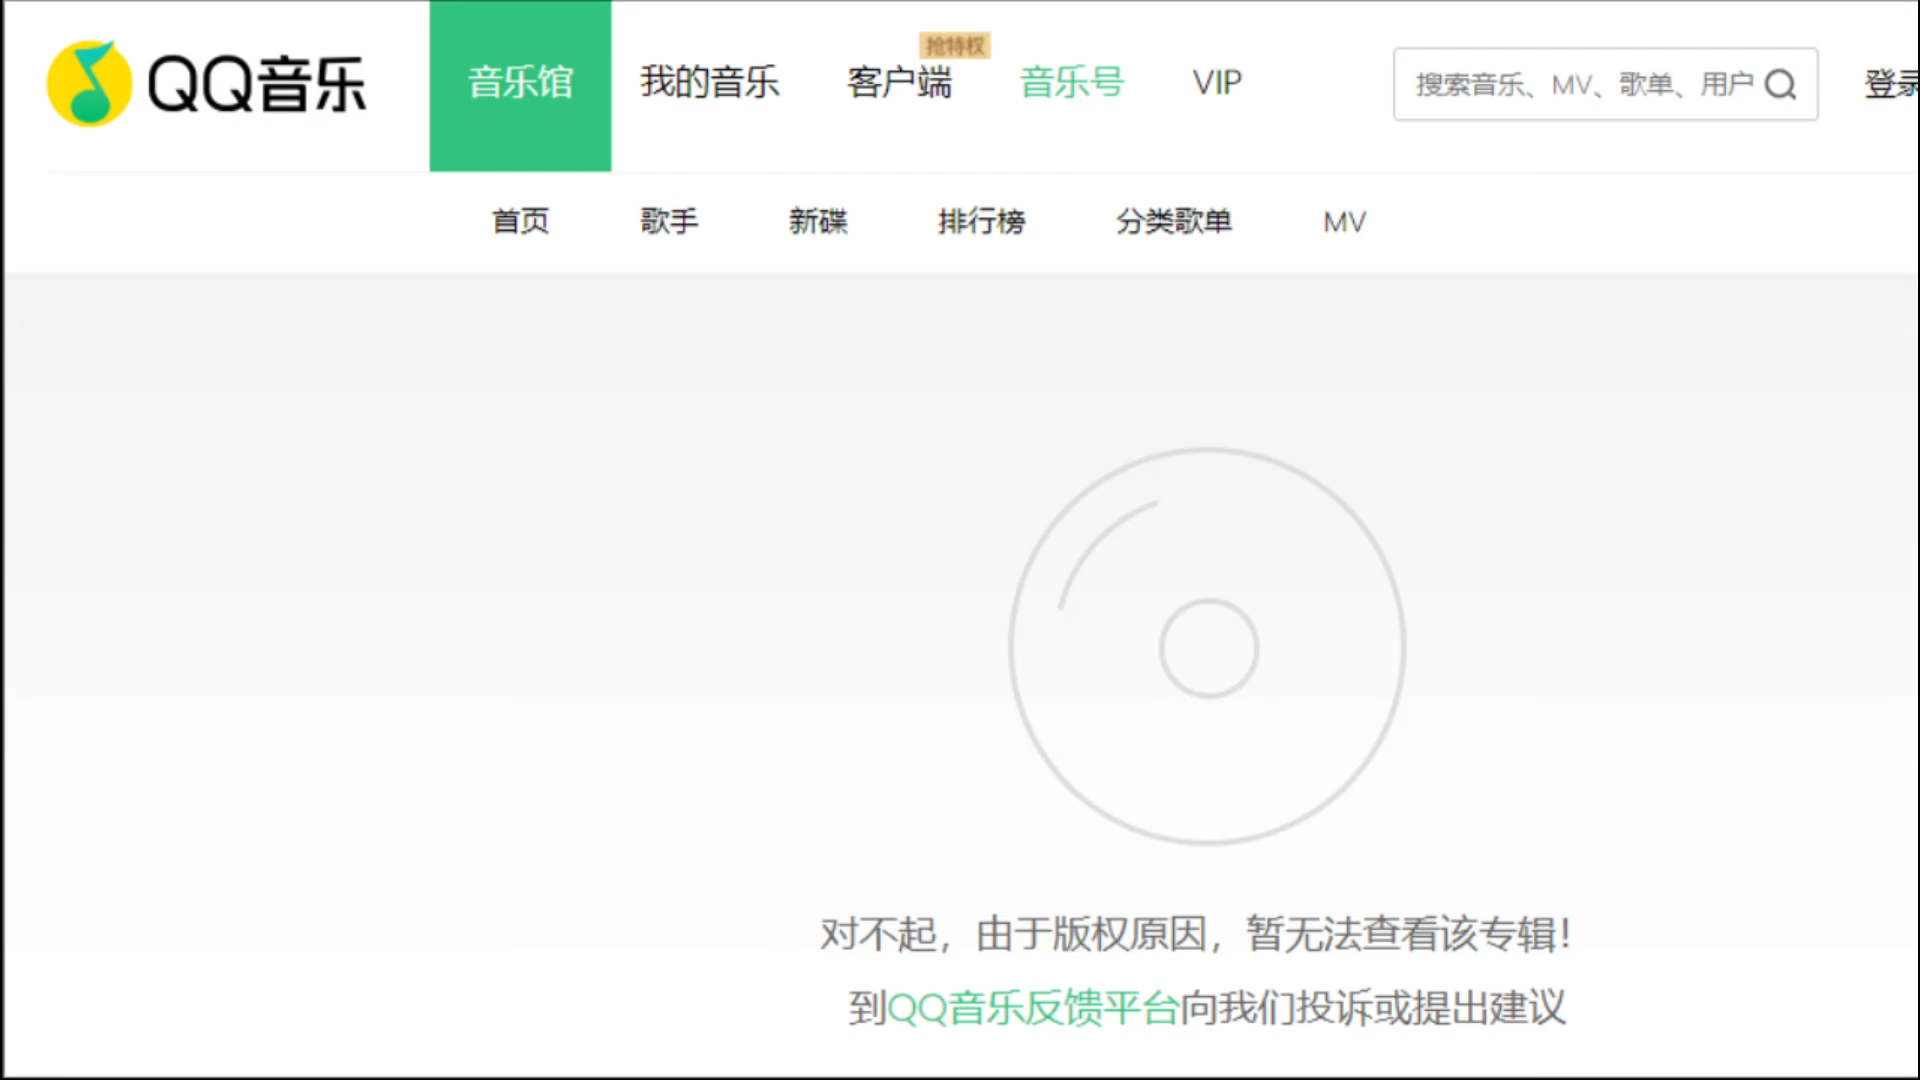 抢特权
QQ音乐 音乐馆 我的音乐 客户端 音乐号 VIP 搜索音乐、MV、歌单、用户 登录
首页 歌手 新碟 排行榜 分类歌单 MV
对不起，由于版权原因，暂无法查看该专辑！
到QQ音乐反馈平台向我们投诉或提出建议